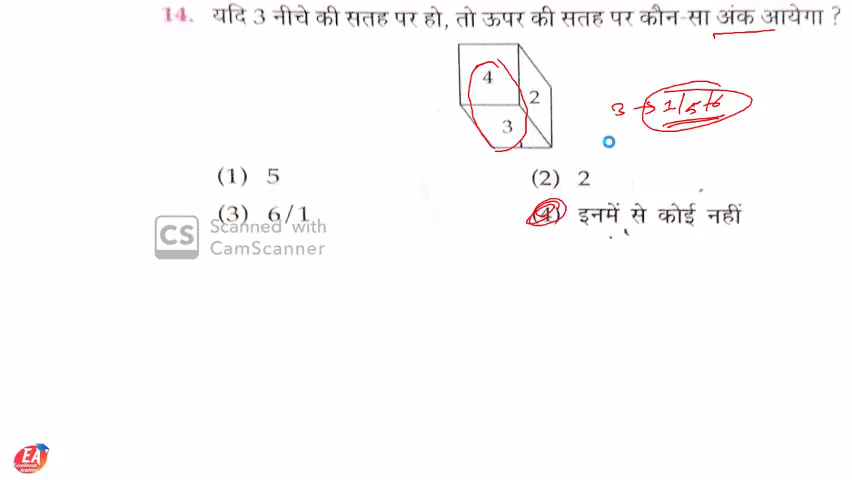 14. यदि 3 नीचे की सतह पर हो, तो ऊपर की सतह पर कौन-सा अंक आयेगा ?
4
2
3
3 → 1/5/6
(1) 5
(2) 2
(3) 6/1
(4) इनमें से कोई नहीं
CS Scanned with CamScanner
EA